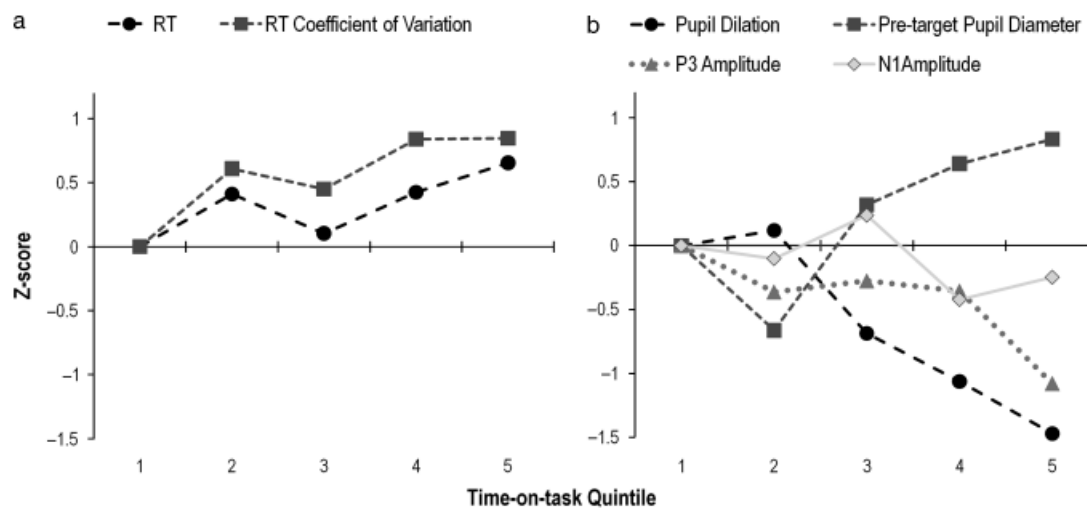 a
RT
RT Coefficient of Variation
b
Pupil Dilation
Pre-target Pupil Diameter
P3 Amplitude
N1Amplitude
1
0.5
0
–0.5
–1
–1.5
Z-score
1 2 3 4 5
1
0.5
0
–0.5
–1
–1.5
1 2 3 4 5
Time-on-task Quintile